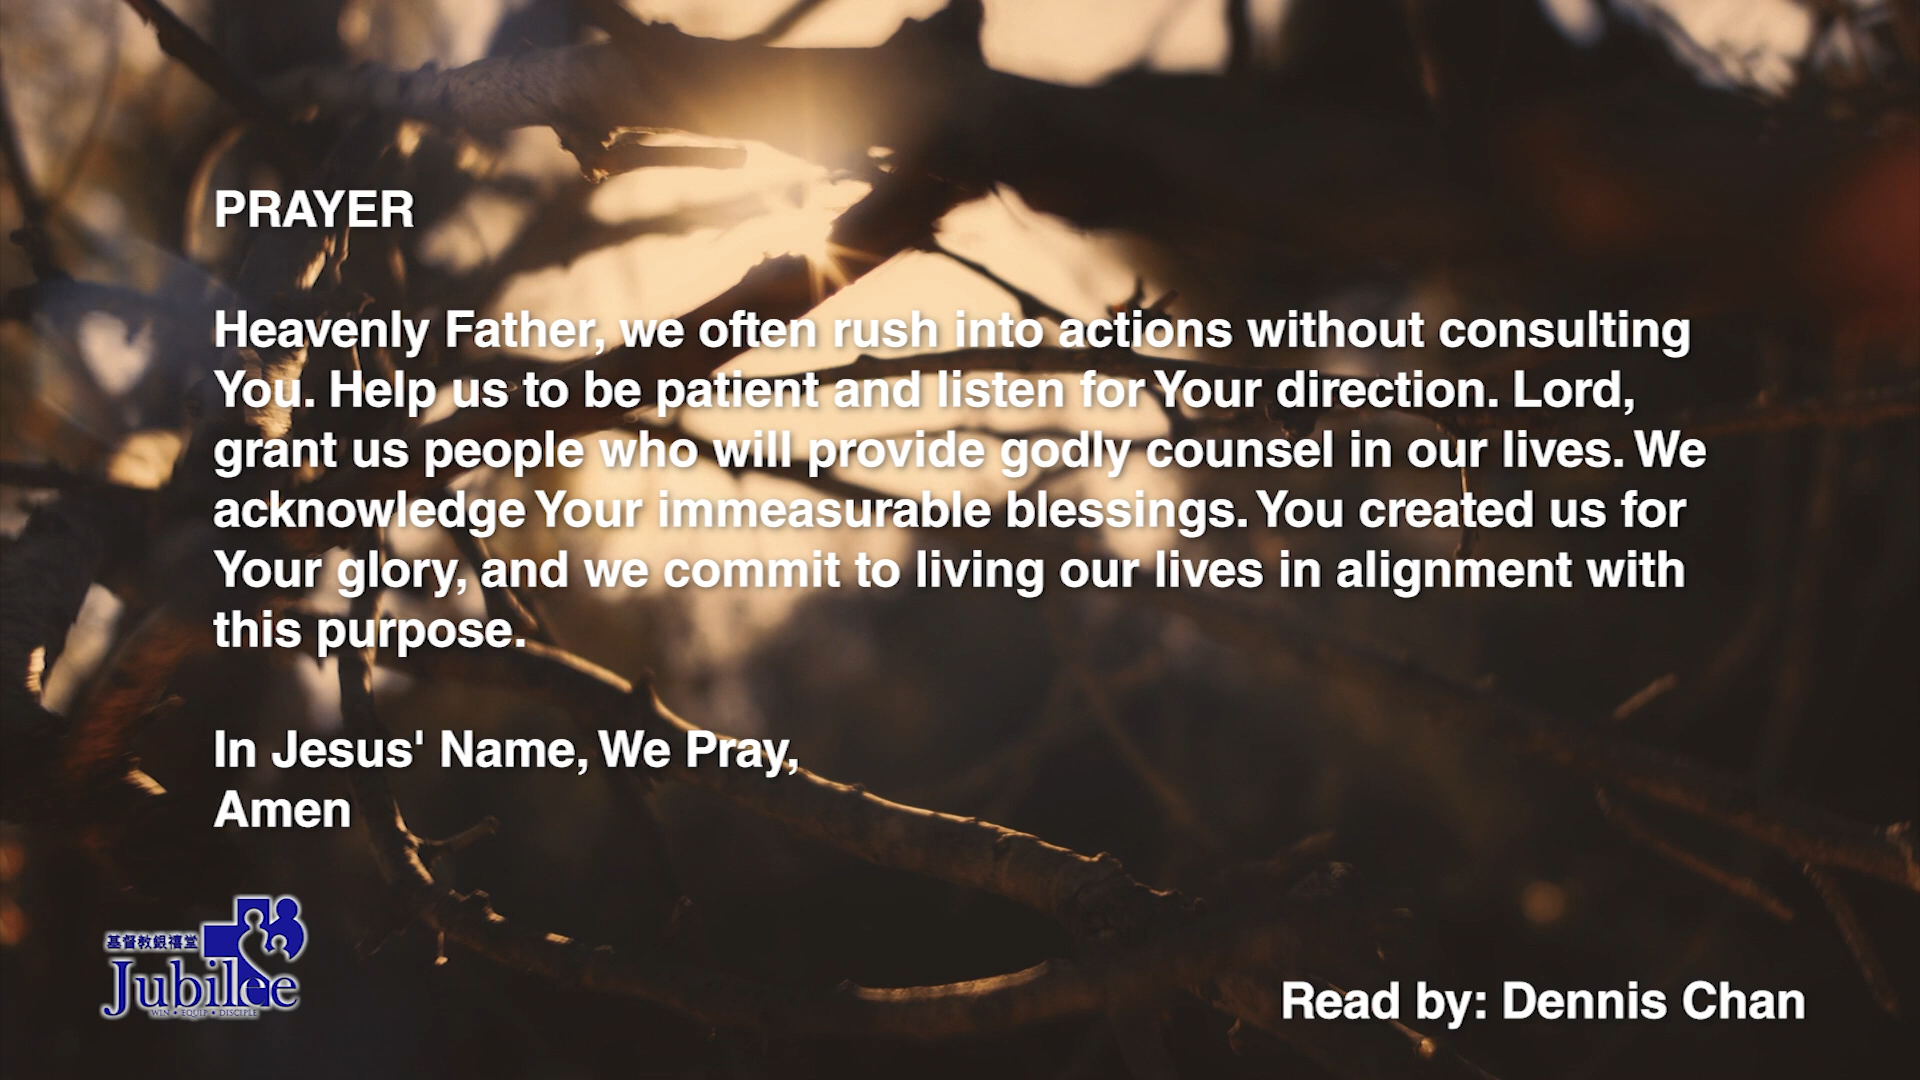 PRAYER
Heavenly Father, we often rush into actions without consulting
You. Help us to be patient and listen for Your direction. Lord,
grant us people who will provide godly counsel in our lives. We
acknowledge Your immeasurable blessings. You created us for
Your glory, and we commit to living our lives in alignment with
this purpose.
In Jesus' Name, We Pray,
Amen
基督教銀禧堂
Jubilee
WIN • EQUIP • DISCIPLE
Read by: Dennis Chan